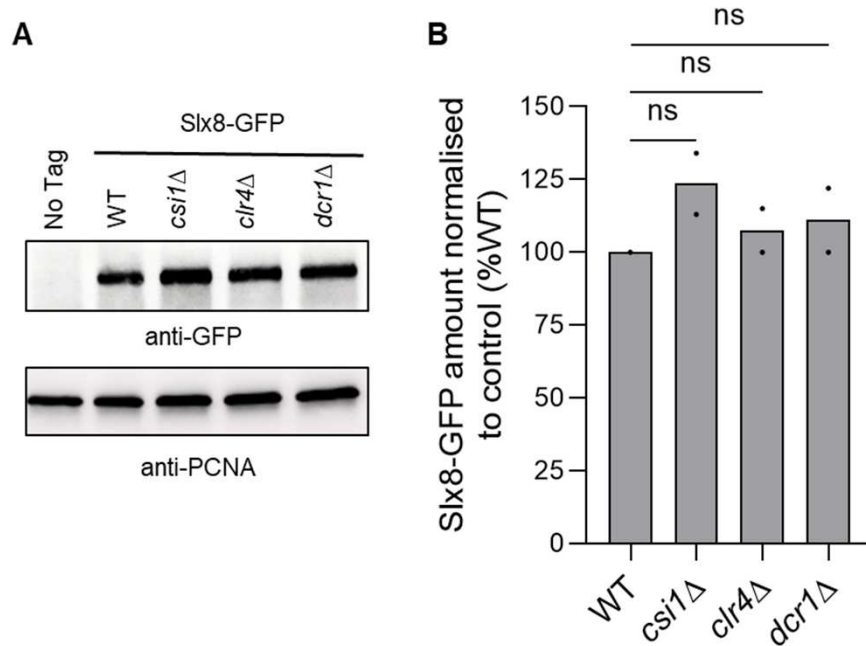 A
Slx8-GFP
No Tag
WT
csi1Δ
clr4Δ
dcr1Δ
anti-GFP
anti-PCNA
B
ns
ns
ns
Slx8-GFP amount normalised
to control (%WT)
150
125
100
75
50
25
0
WT
csi1Δ
clr4Δ
dcr1Δ